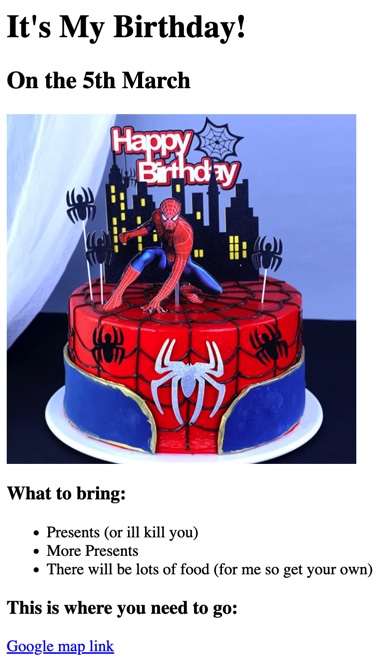 It's My Birthday!
On the 5th March
Happy
Birthday
What to bring:
Presents (or ill kill you)
More Presents
There will be lots of food (for me so get your own)
This is where you need to go:
Google map link